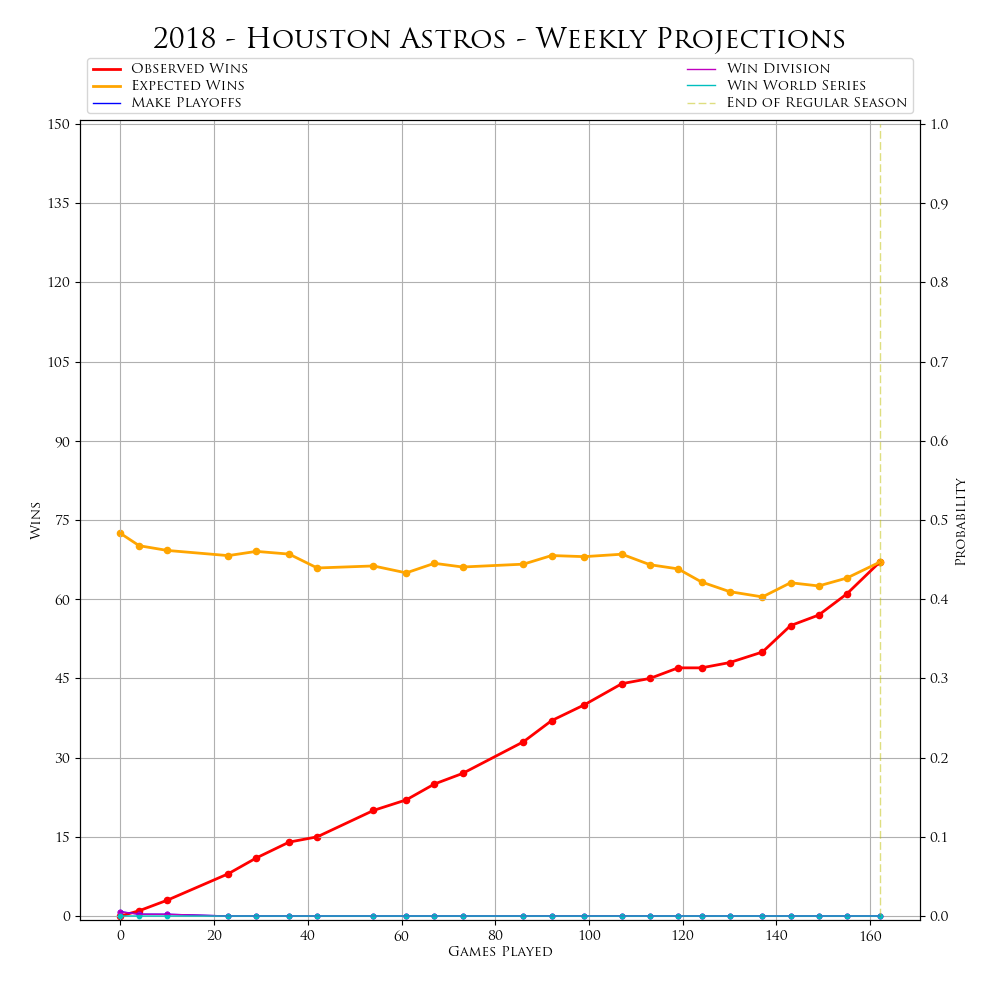 2018 - Houston Astros - Weekly Projections
Observed Wins
Expected Wins
Make Playoffs
Win Division
Win World Series
End of Regular Season
150
135
120
105
90
75
60
45
30
15
0
Wins
1.0
0.9
0.8
0.7
0.6
0.5
0.4
0.3
0.2
0.1
0.0
Probability
0 20 40 60 80 100 120 140 160
Games Played